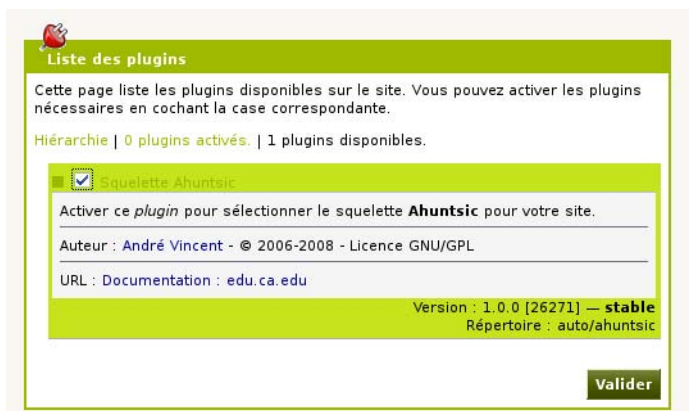 Liste des plugins
Cette page liste les plugins disponibles sur le site. Vous pouvez activer les plugins
nécessaires en cochant la case correspondante.
Hiérarchie | 0 plugins activés. | 1 plugins disponibles.
Squelette Ahuntsic
Activer ce plugin pour sélectionner le squelette Ahuntsic pour votre site.
Auteur : André Vincent - © 2006-2008 - Licence GNU/GPL
URL : Documentation : edu.ca.edu
Version : 1.0.0 [26271] — stable
Répertoire : auto/ahuntsic
Valider